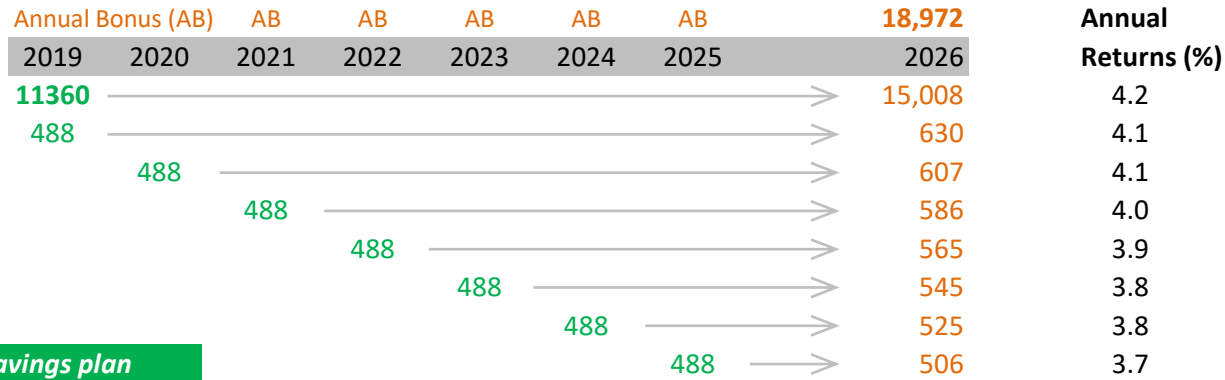 Annual Bonus (AB) AB AB AB AB AB 18,972 Annual
2019 2020 2021 2022 2023 2024 2025 2026 Returns (%)
11360 15,008 4.2
488 630 4.1
488 607 4.1
488 586 4.0
488 565 3.9
488 545 3.8
488 525 3.8
avings plan 488 506 3.7